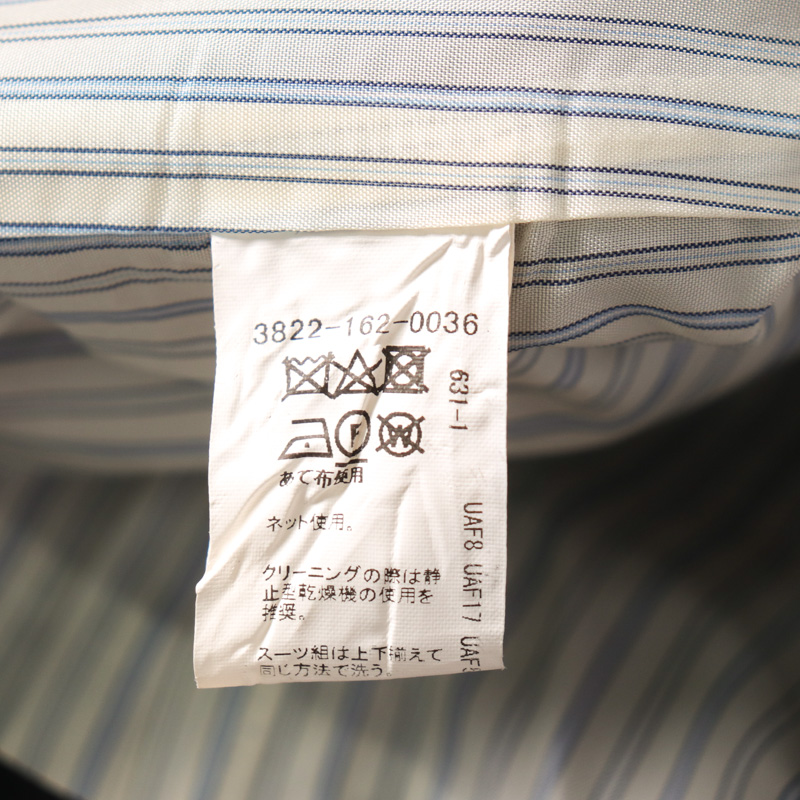 3822-162-0036
631-1
F
W
あて布使用
ネット使用。
クリーニングの際は静
止型乾燥機の使用を
推奨。
スーツ組は上下揃えて
同じ方法で洗う。
UAF8 UAF17